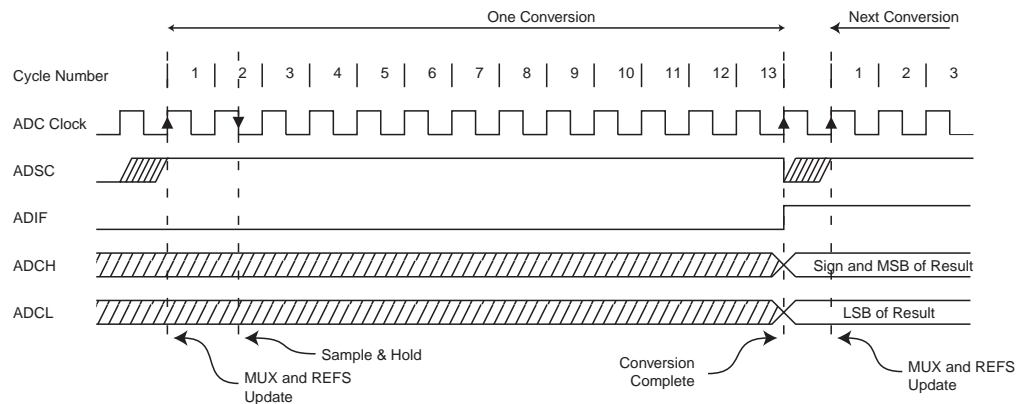 One Conversion Next Conversion
Cycle Number 1 2 3 4 5 6 7 8 9 10 11 12 13 1 2 3
ADC Clock
ADSC
ADIF
ADCH Sign and MSB of Result
ADCL LSB of Result
Sample & Hold
MUX and REFS
Update
Conversion
Complete
MUX and REFS
Update